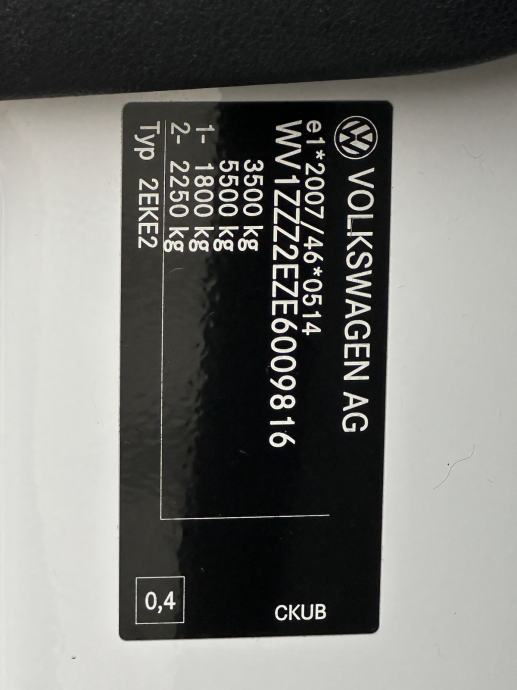 VOLKSWAGEN AG
e1*2007/46*0514
WV1ZZZ2EZE6009816
3500 kg
5500 kg
1- 1800 kg
2- 2250 kg
Typ 2EKE2
CKUB
0,4